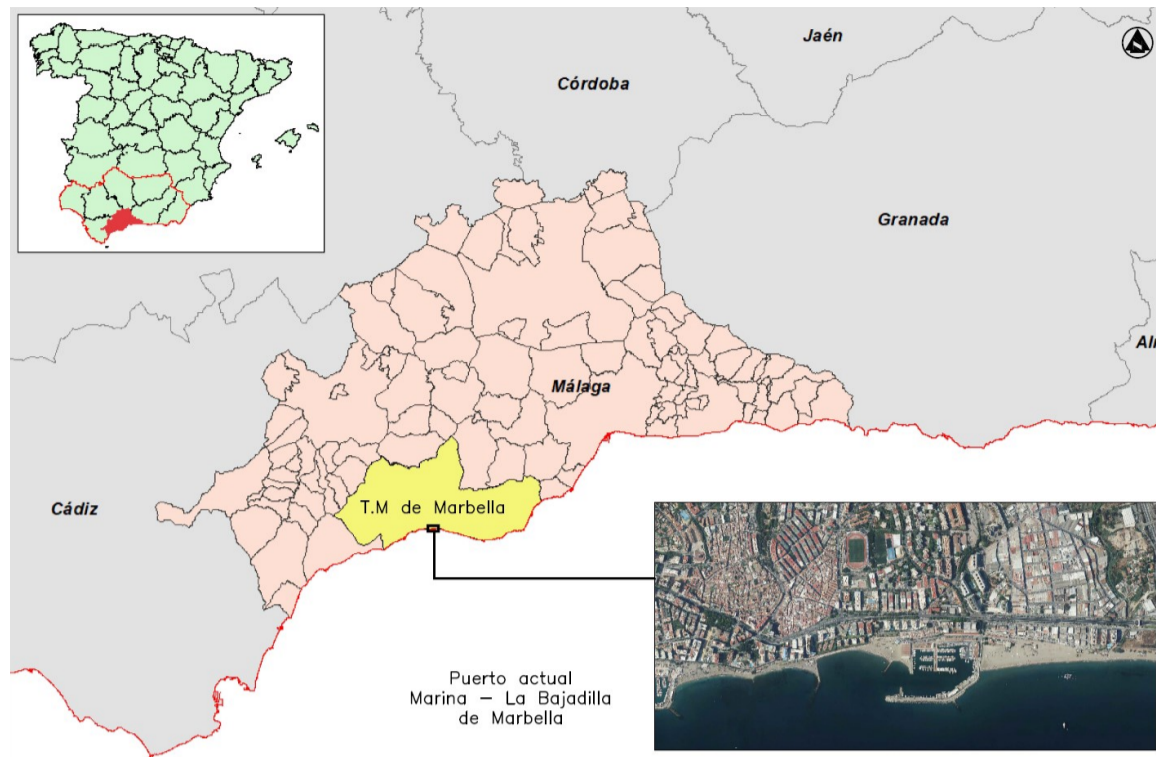 Jaén
Córdoba
Granada
Málaga
Cádiz
T.M de Marbella
Puerto actual
Marina – La Bajadilla
de Marbella